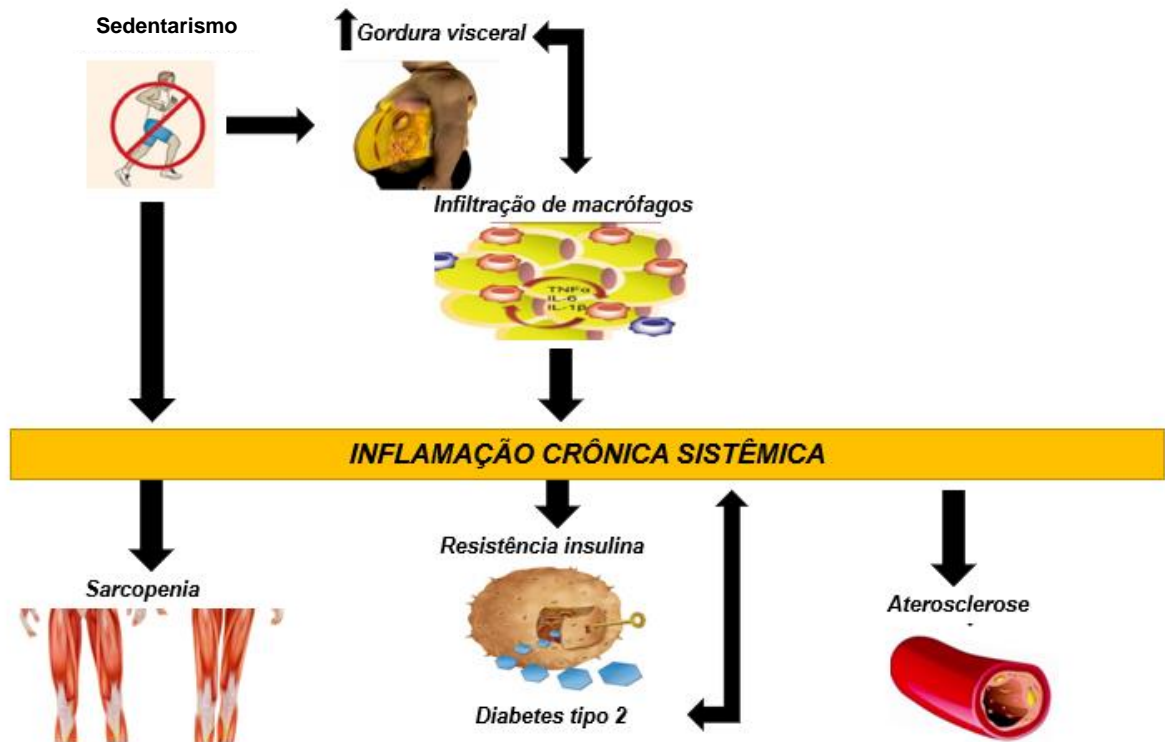 Sedentarismo
Gordura visceral
Infiltração de macrófagos
TNFα
IL-6
IL-1β
INFLAMAÇÃO CRÔNICA SISTÊMICA
Resistência insulina
Sarcopenia
Aterosclerose
Diabetes tipo 2